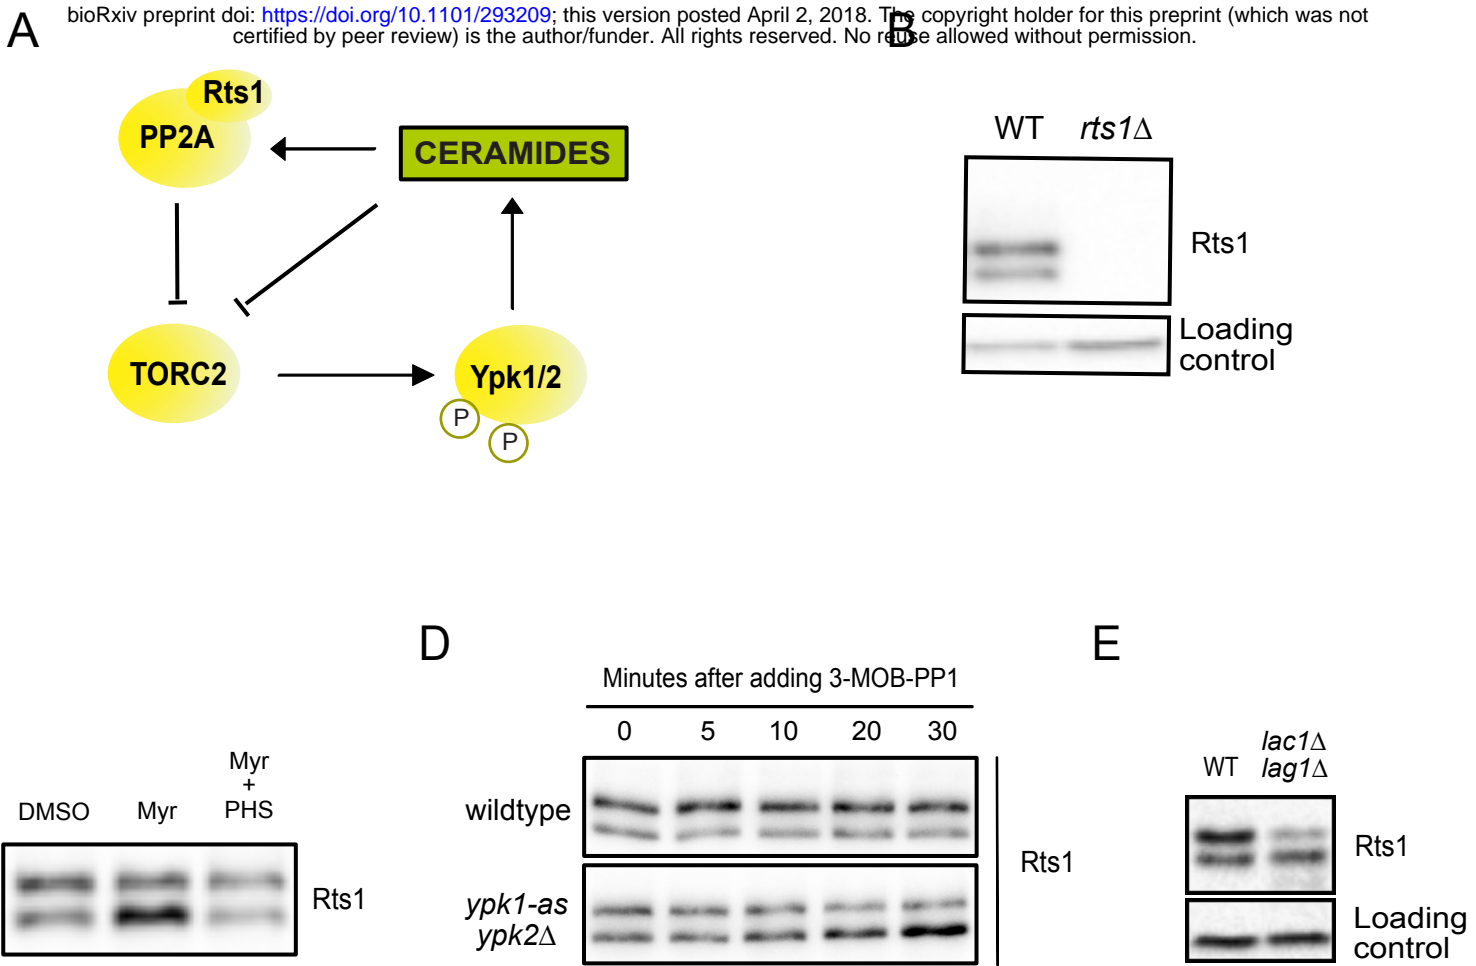 bioRxiv preprint doi: https://doi.org/10.1101/293209; this version posted April 2, 2018. The copyright holder for this preprint (which was not
certified by peer review) is the author/funder. All rights reserved. No reuse allowed without permission.
A
B
Rts1
PP2A
CERAMIDES
TORC2
Ypk1/2
P
P
WT rts1Δ
Rts1
Loading
control
DMSO Myr Myr
+
PHS
Rts1
D
Minutes after adding 3-MOB-PP1
0 5 10 20 30
wildtype
ypk1-as
ypk2Δ
Rts1
E
WT lac1Δ
lag1Δ
Rts1
Loading
control